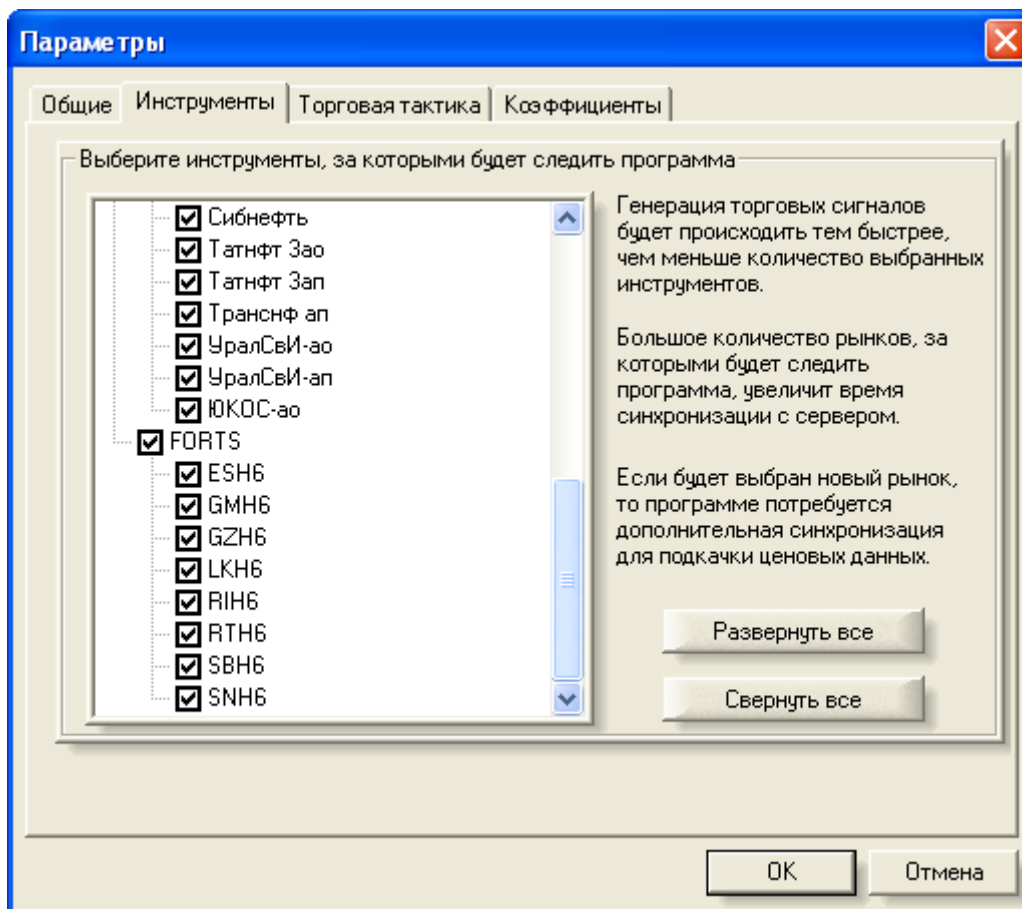 Параметры
Общие
Инструменты
Торговая тактика
Коэффициенты
Выберите инструменты, за которыми будет следить программа
Сибнефть
Татнфт 3ао
Татнфт 3ап
Транснф ап
УралСвИ-ао
УралСвИ-ап
ЮКОС-ао
FORTS
ESH6
GMH6
GZH6
LKH6
RIH6
RTH6
SBH6
SNH6
Генерация торговых сигналов
будет происходить тем быстрее,
чем меньше количество выбранных
инструментов.
Большое количество рынков, за
которыми будет следить
программа, увеличит время
синхронизации с сервером.
Если будет выбран новый рынок,
то программе потребуется
дополнительная синхронизация
для подкачки ценовых данных.
Развернуть все
Свернуть все
OK
Отмена